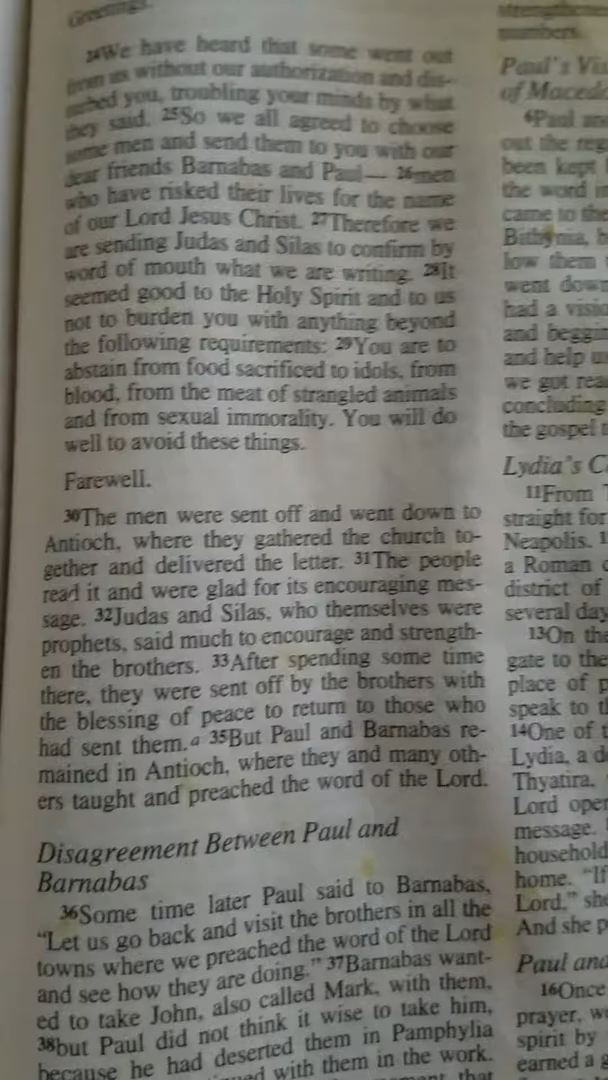 Greetings.
24We have heard that some went out
from us without our authorization and dis-
turbed you, troubling your minds by what
they said. 25So we all agreed to choose
some men and send them to you with our
dear friends Barnabas and Paul— 26men
who have risked their lives for the name
of our Lord Jesus Christ. 27Therefore we
are sending Judas and Silas to confirm by
word of mouth what we are writing. 28It
seemed good to the Holy Spirit and to us
not to burden you with anything beyond
the following requirements: 29You are to
abstain from food sacrificed to idols, from
blood, from the meat of strangled animals
and from sexual immorality. You will do
well to avoid these things.
Farewell.
30The men were sent off and went down to
Antioch, where they gathered the church to-
gether and delivered the letter. 31The people
read it and were glad for its encouraging mes-
sage. 32Judas and Silas, who themselves were
prophets, said much to encourage and strength-
en the brothers. 33After spending some time
there, they were sent off by the brothers with
the blessing of peace to return to those who
had sent them.a 35But Paul and Barnabas re-
mained in Antioch, where they and many oth-
ers taught and preached the word of the Lord.
Disagreement Between Paul and
Barnabas
36Some time later Paul said to Barnabas,
"Let us go back and visit the brothers in all the
towns where we preached the word of the Lord
and see how they are doing." 37Barnabas want-
ed to take John, also called Mark, with them,
38but Paul did not think it wise to take him,
because he had deserted them in Pamphylia
with them in the work.
that
numbers.
Paul's Vis
of Macedo
6Paul and
out the reg
been kept
the word in
came to the
Bithynia, b
low them
went down
had a visio
and beggin
and help us
we got rea
concluding
the gospel t
Lydia's C
11From T
straight for
Neapolis. 1
a Roman c
district of
several day
13On the
gate to the
place of p
speak to th
14One of t
Lydia, a de
Thyatira,
Lord open
message.
household
home. "If
Lord," she
And she p
Paul and
16Once
prayer, we
spirit by
earned a g